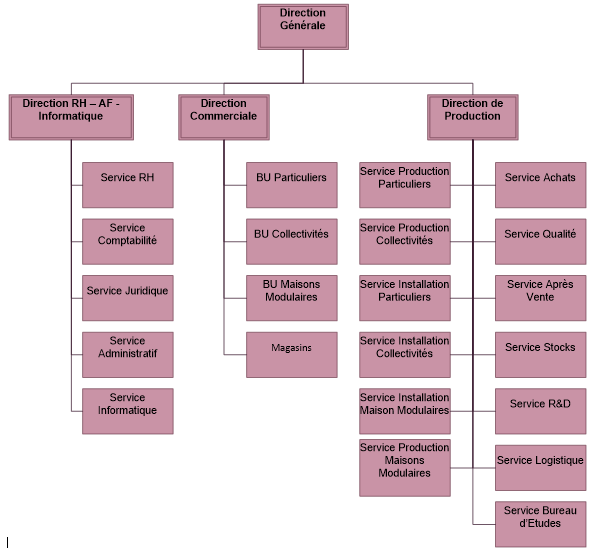 Direction
Générale
Direction RH – AF -
Informatique
Direction
Commerciale
Direction de
Production
Service RH
Service
Comptabilité
Service Juridique
Service
Administratif
Service
Informatique
BU Particuliers
BU Collectivités
BU Maisons
Modulaires
Magasins
Service Production
Particuliers
Service Production
Collectivités
Service Installation
Particuliers
Service Installation
Collectivités
Service Installation
Maison Modulaires
Service Production
Maisons
Modulaires
Service Achats
Service Qualité
Service Après
Vente
Service Stocks
Service R&D
Service Logistique
Service Bureau
d'Etudes